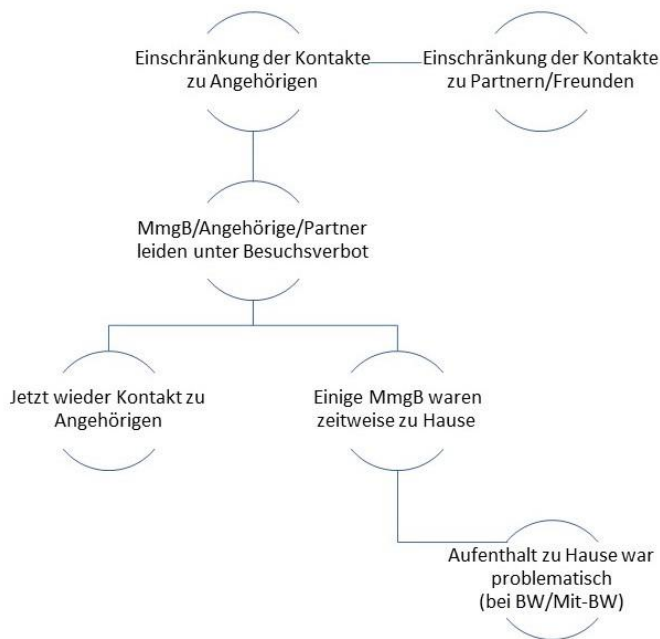 Einschränkung der Kontakte
zu Angehörigen
Einschränkung der Kontakte
zu Partnern/Freunden
MmgB/Angehörige/Partner
leiden unter Besuchsverbot
Jetzt wieder Kontakt zu
Angehörigen
Einige MmgB waren
zeitweise zu Hause
Aufenthalt zu Hause war
problematisch
(bei BW/Mit-BW)